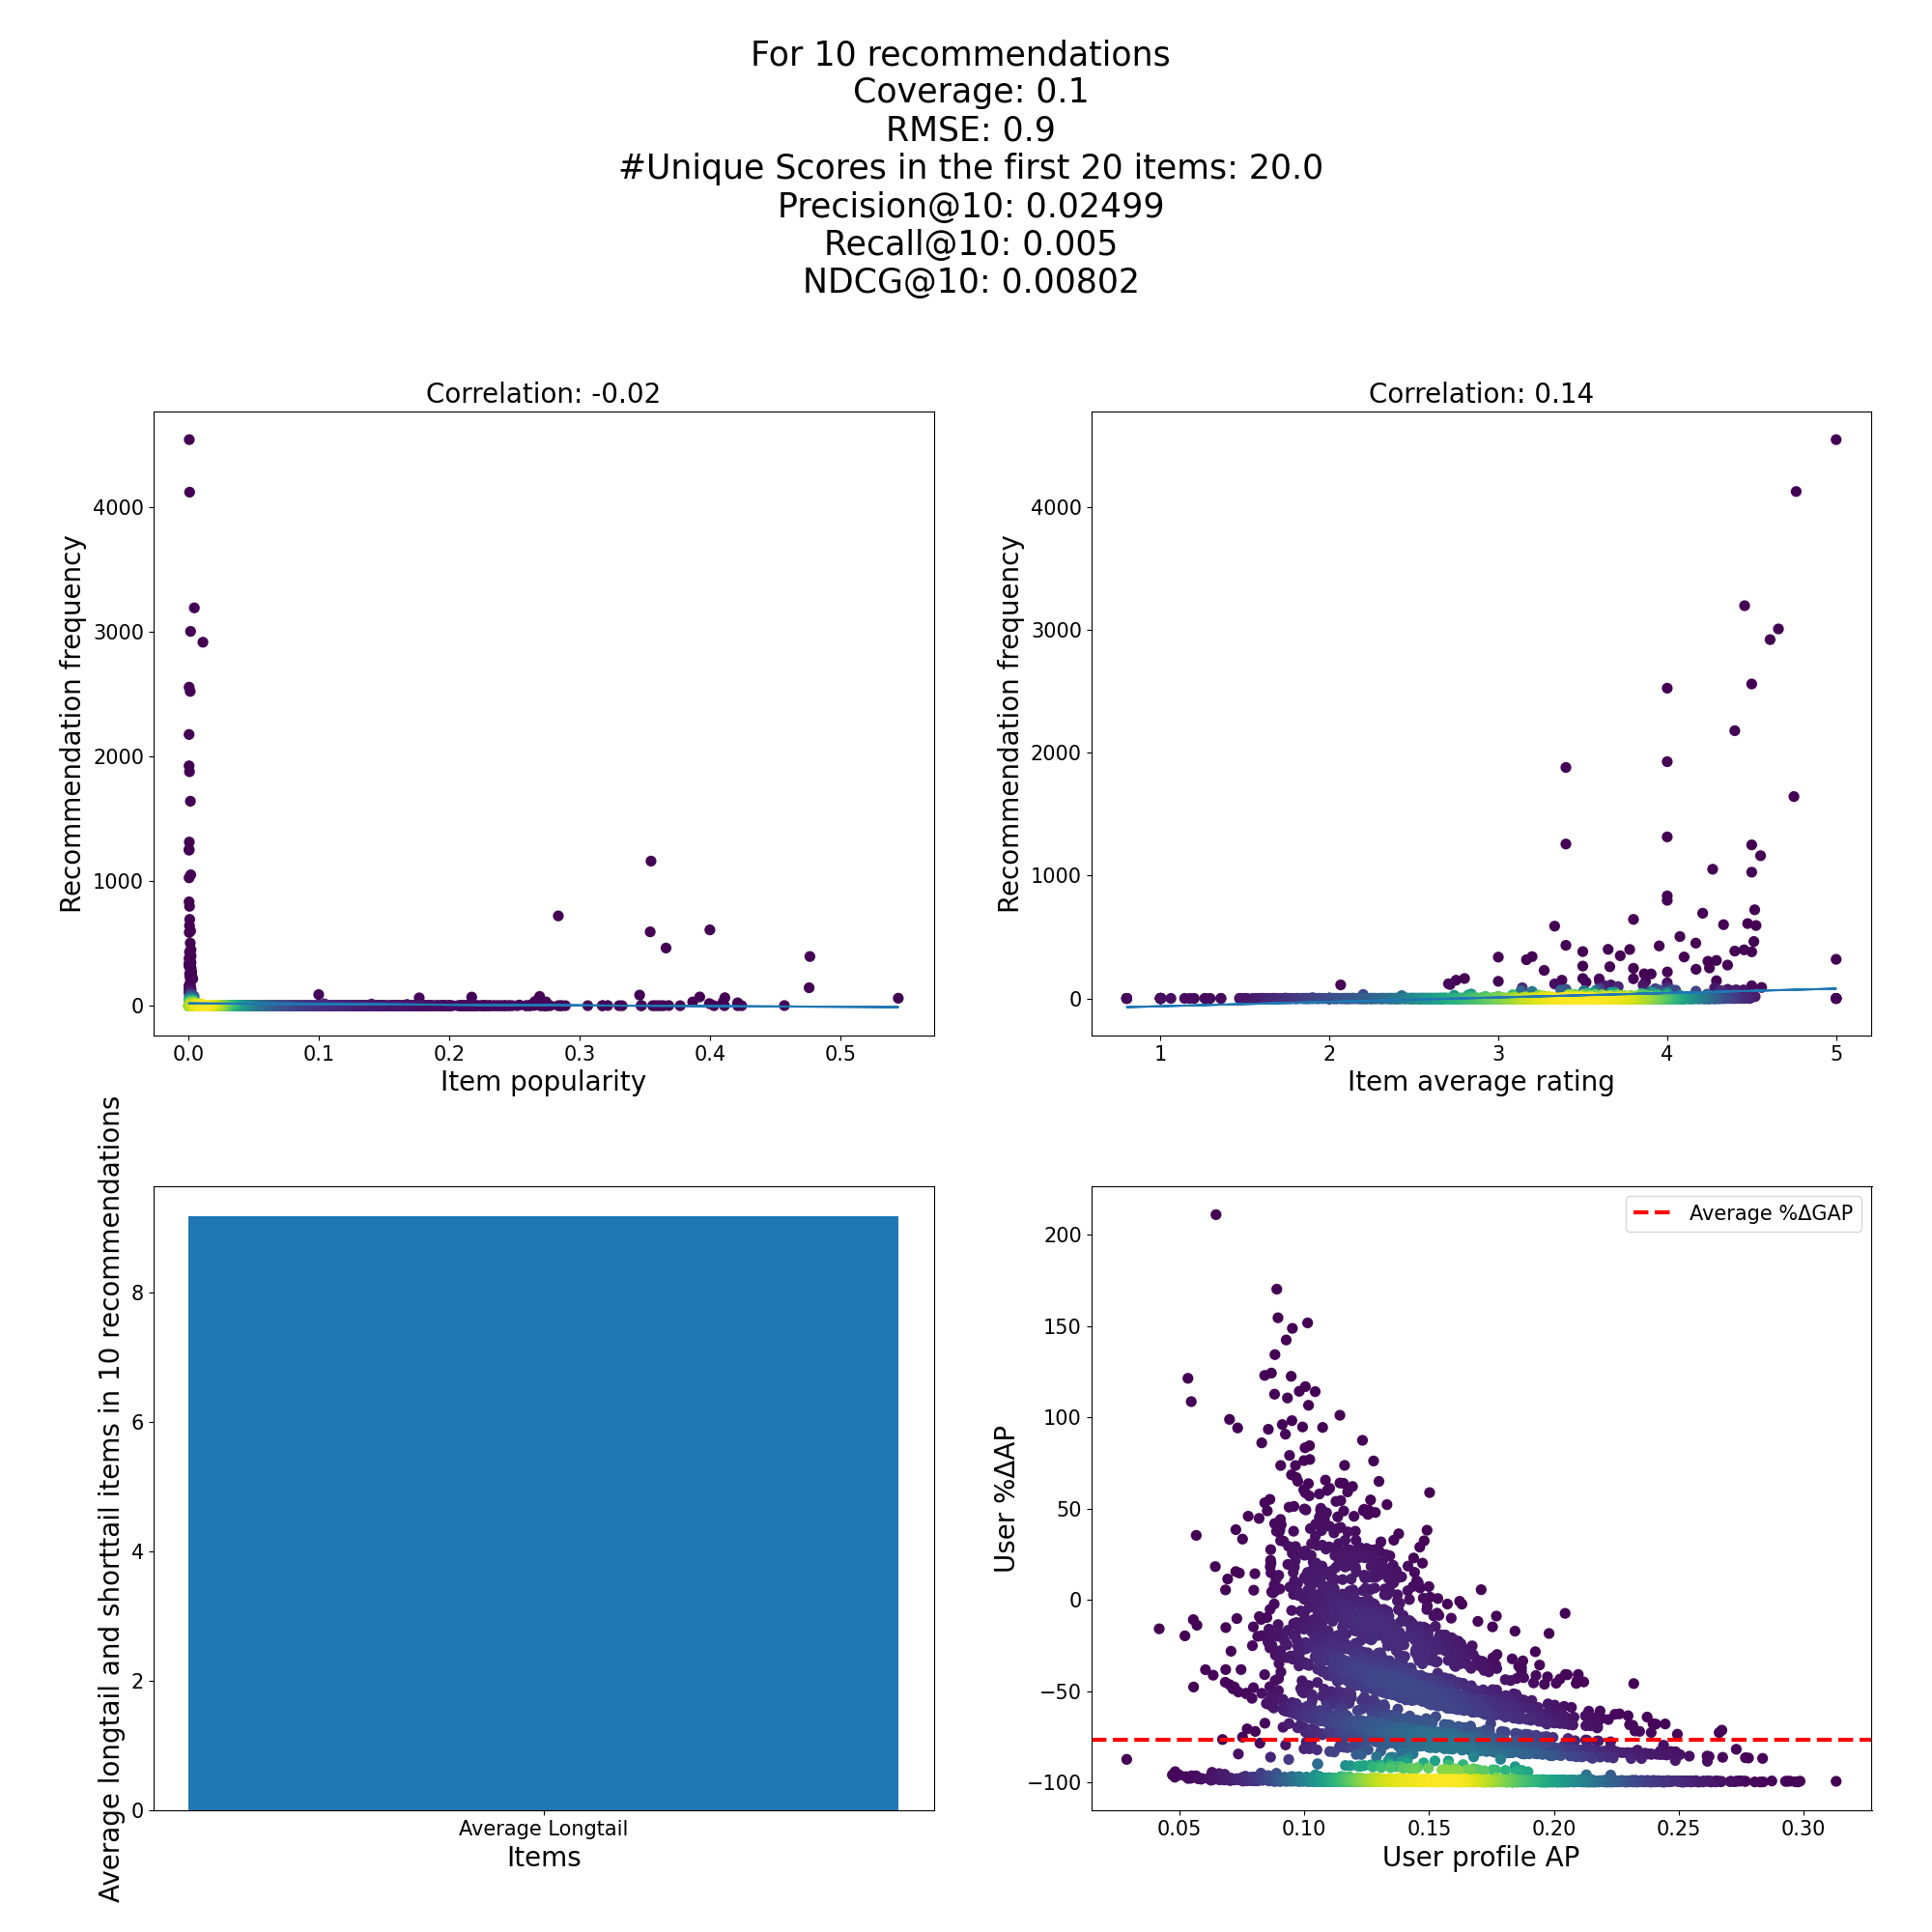 For 10 recommendations
Coverage: 0.1
RMSE: 0.9
#Unique Scores in the first 20 items: 20.0
Precision@10: 0.02499
Recall@10: 0.005
NDCG@10: 0.00802
Correlation: -0.02
Recommendation frequency
4000
3000
2000
1000
0
0.0 0.1 0.2 0.3 0.4 0.5
Item popularity
Correlation: 0.14
Recommendation frequency
4000
3000
2000
1000
0
1 2 3 4 5
Item average rating
Average longtail and shorttail items in 10 recommendations
8
6
4
2
0
Average Longtail
Items
Average %ΔGAP
User %ΔAP
200
150
100
50
0
−50
−100
0.05 0.10 0.15 0.20 0.25 0.30
User profile AP